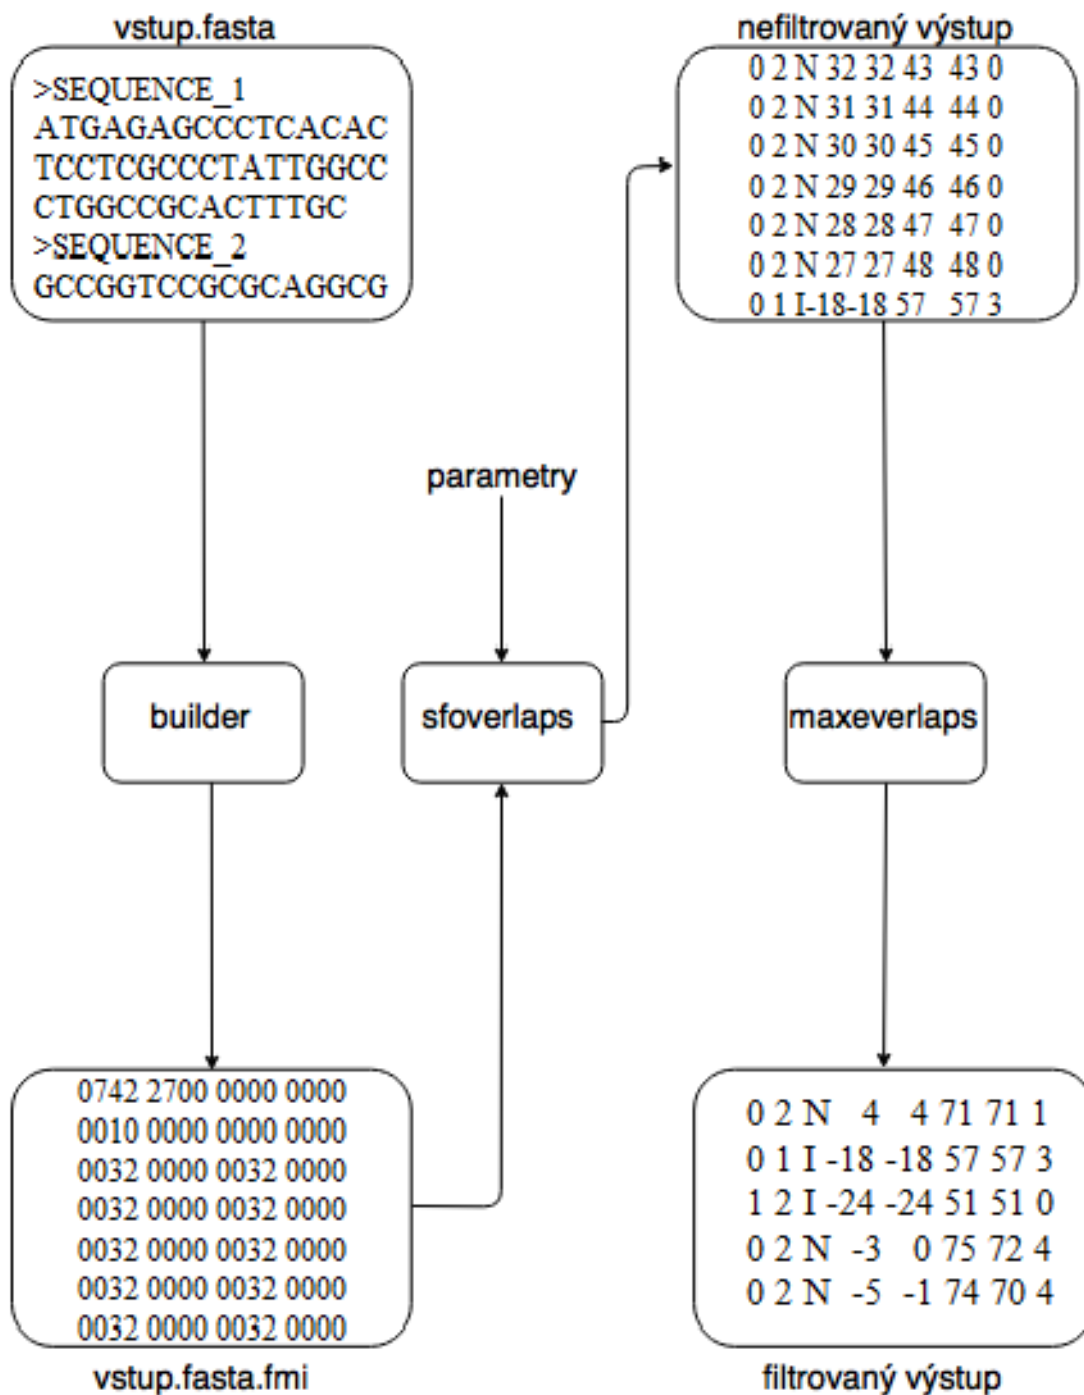 vstup.fasta
>SEQUENCE_1
ATGAGAGCCCTCACAC
TCCTCGCCCTATTGGCC
CTGGCCGCACTTTGC
>SEQUENCE_2
GCCGGTCCGCGCAGGCG
nefiltrovaný výstup
0 2 N 32 32 43 43 0
0 2 N 31 31 44 44 0
0 2 N 30 30 45 45 0
0 2 N 29 29 46 46 0
0 2 N 28 28 47 47 0
0 2 N 27 27 48 48 0
0 1 I-18-18 57 57 3
parametry
builder
sfoverlaps
maxeverlaps
0742 2700 0000 0000
0010 0000 0000 0000
0032 0000 0032 0000
0032 0000 0032 0000
0032 0000 0032 0000
0032 0000 0032 0000
0032 0000 0032 0000
vstup.fasta.fmi
0 2 N 4 4 71 71 1
0 1 I -18 -18 57 57 3
1 2 I -24 -24 51 51 0
0 2 N -3 0 75 72 4
0 2 N -5 -1 74 70 4
filtrovaný výstup